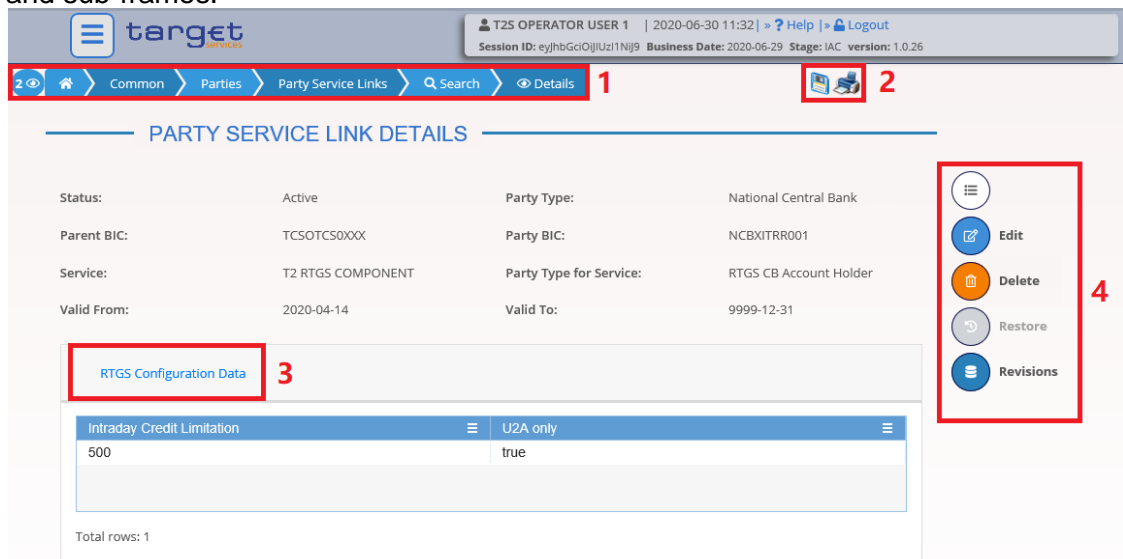 and sub-frames.
target
services
T2S OPERATOR USER 1 | 2020-06-30 11:32| » ? Help |» Logout
Session ID: eyJhbGciOiJIUzI1NiJ9 Business Date: 2020-06-29 Stage: IAC version: 1.0.26
2 Common Parties Party Service Links Search Details 1 2
PARTY SERVICE LINK DETAILS
Status: Active Party Type: National Central Bank
Parent BIC: TCSOTCS0XXX Party BIC: NCBXITRR001 Edit
Service: T2 RTGS COMPONENT Party Type for Service: RTGS CB Account Holder Delete 4
Valid From: 2020-04-14 Valid To: 9999-12-31 Restore
RTGS Configuration Data 3 Revisions
Intraday Credit Limitation U2A only
500 true
Total rows: 1